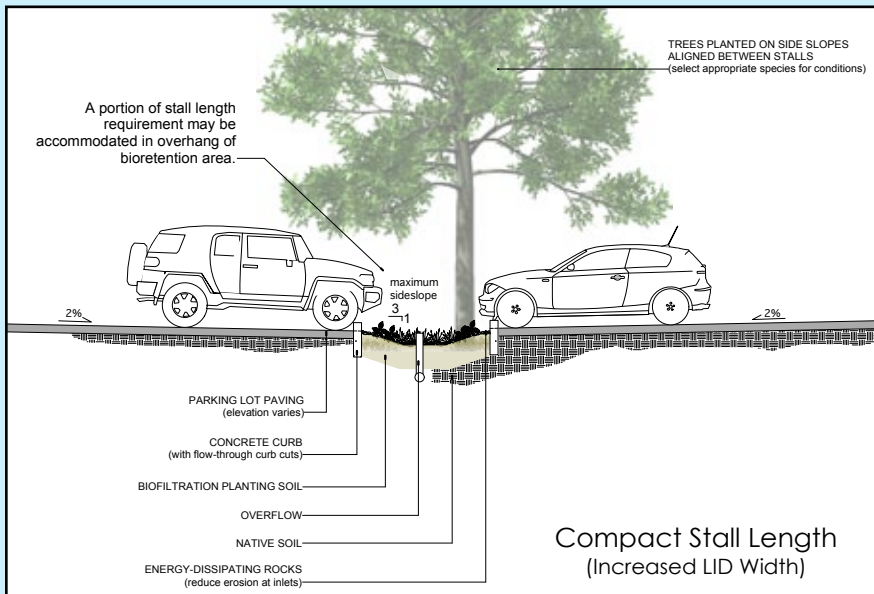 TREES PLANTED ON SIDE SLOPES
ALIGNED BETWEEN STALLS
(select appropriate species for conditions)
A portion of stall length
requirement may be
accommodated in overhang of
bioretention area.
maximum
sideslope
3
1
2%
2%
PARKING LOT PAVING
(elevation varies)
CONCRETE CURB
(with flow-through curb cuts)
BIOFILTRATION PLANTING SOIL
OVERFLOW
NATIVE SOIL
ENERGY-DISSIPATING ROCKS
(reduce erosion at inlets)
Compact Stall Length
(Increased LID Width)